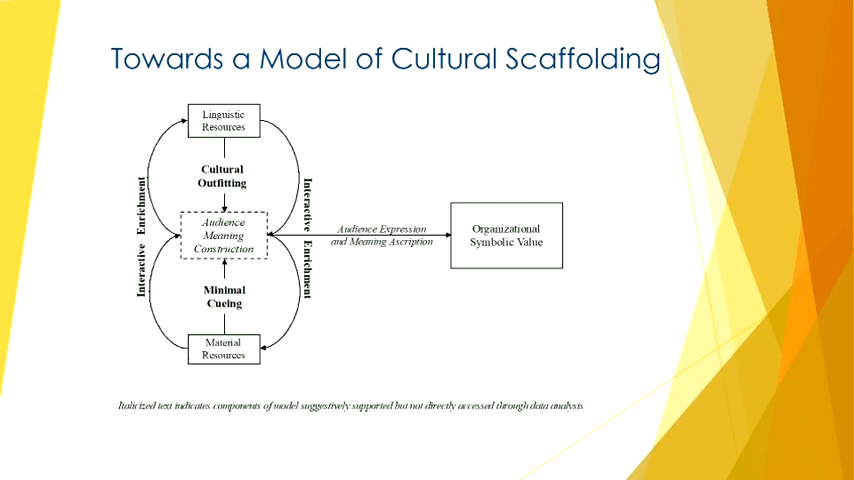 Towards a Model of Cultural Scaffolding
Linguistic
Resources
Cultural
Outfitting
Interactive Enrichment
Interactive Enrichment
Audience
Meaning
Construction
Audience Expression
and Meaning Ascription
Organizational
Symbolic Value
Minimal
Cueing
Material
Resources
Italicized text indicates components of model suggestively supported but not directly accessed through data analysis